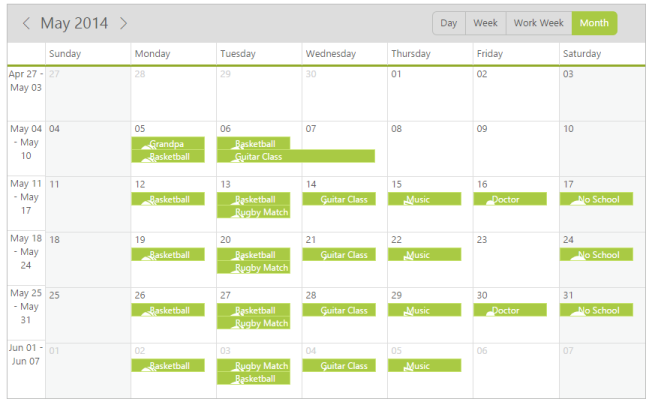 May 2014
Day Week Work Week Month
Sunday Monday Tuesday Wednesday Thursday Friday Saturday
Apr 27 - 27 28 29 30 01 02 03
May 03
May 04 04 05 06 07 08 09 10
- May Grandpa Basketball
10 Basketball Guitar Class
May 11 11 12 13 14 15 16 17
- May Basketball Basketball Guitar Class Music Doctor No School
17 Rugby Match
May 18 18 19 20 21 22 23 24
- May Basketball Basketball Guitar Class Music No School
24 Rugby Match
May 25 25 26 27 28 29 30 31
- May Basketball Basketball Guitar Class Music Doctor No School
31 Rugby Match
Jun 01 - 01 02 03 04 05 06 07
Jun 07 Basketball Rugby Match Guitar Class Music
Basketball